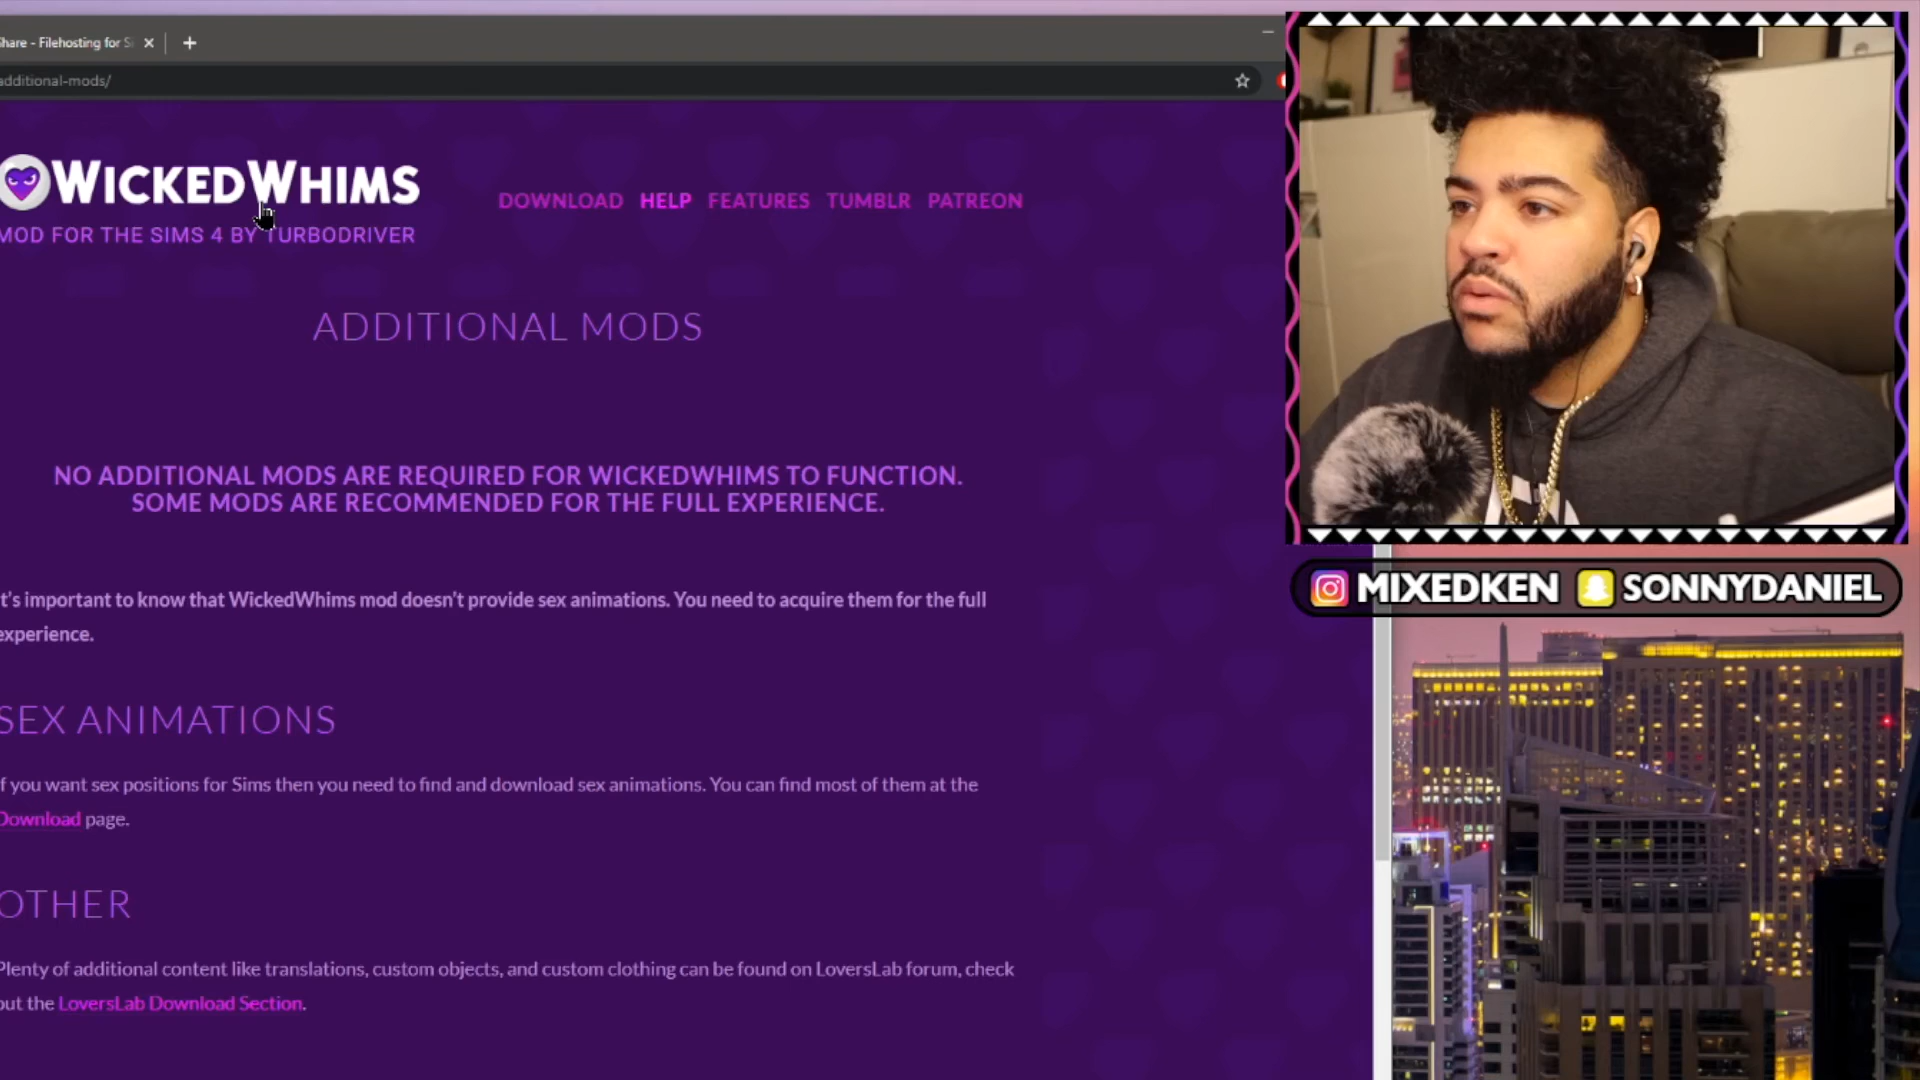 hare - Filehosting for S
additional-mods/
WICKEDWHIMS
MOD FOR THE SIMS 4 BY TURBODRIVER
DOWNLOAD HELP FEATURES TUMBLR PATREON
ADDITIONAL MODS
NO ADDITIONAL MODS ARE REQUIRED FOR WICKEDWHIMS TO FUNCTION.
SOME MODS ARE RECOMMENDED FOR THE FULL EXPERIENCE.
t's important to know that WickedWhims mod doesn't provide sex animations. You need to acquire them for the full
experience.
SEX ANIMATIONS
f you want sex positions for Sims then you need to find and download sex animations. You can find most of them at the
Download page.
OTHER
Plenty of additional content like translations, custom objects, and custom clothing can be found on LoversLab forum, check
out the LoversLab Download Section.
MIXEDKEN SONNYDANIEL